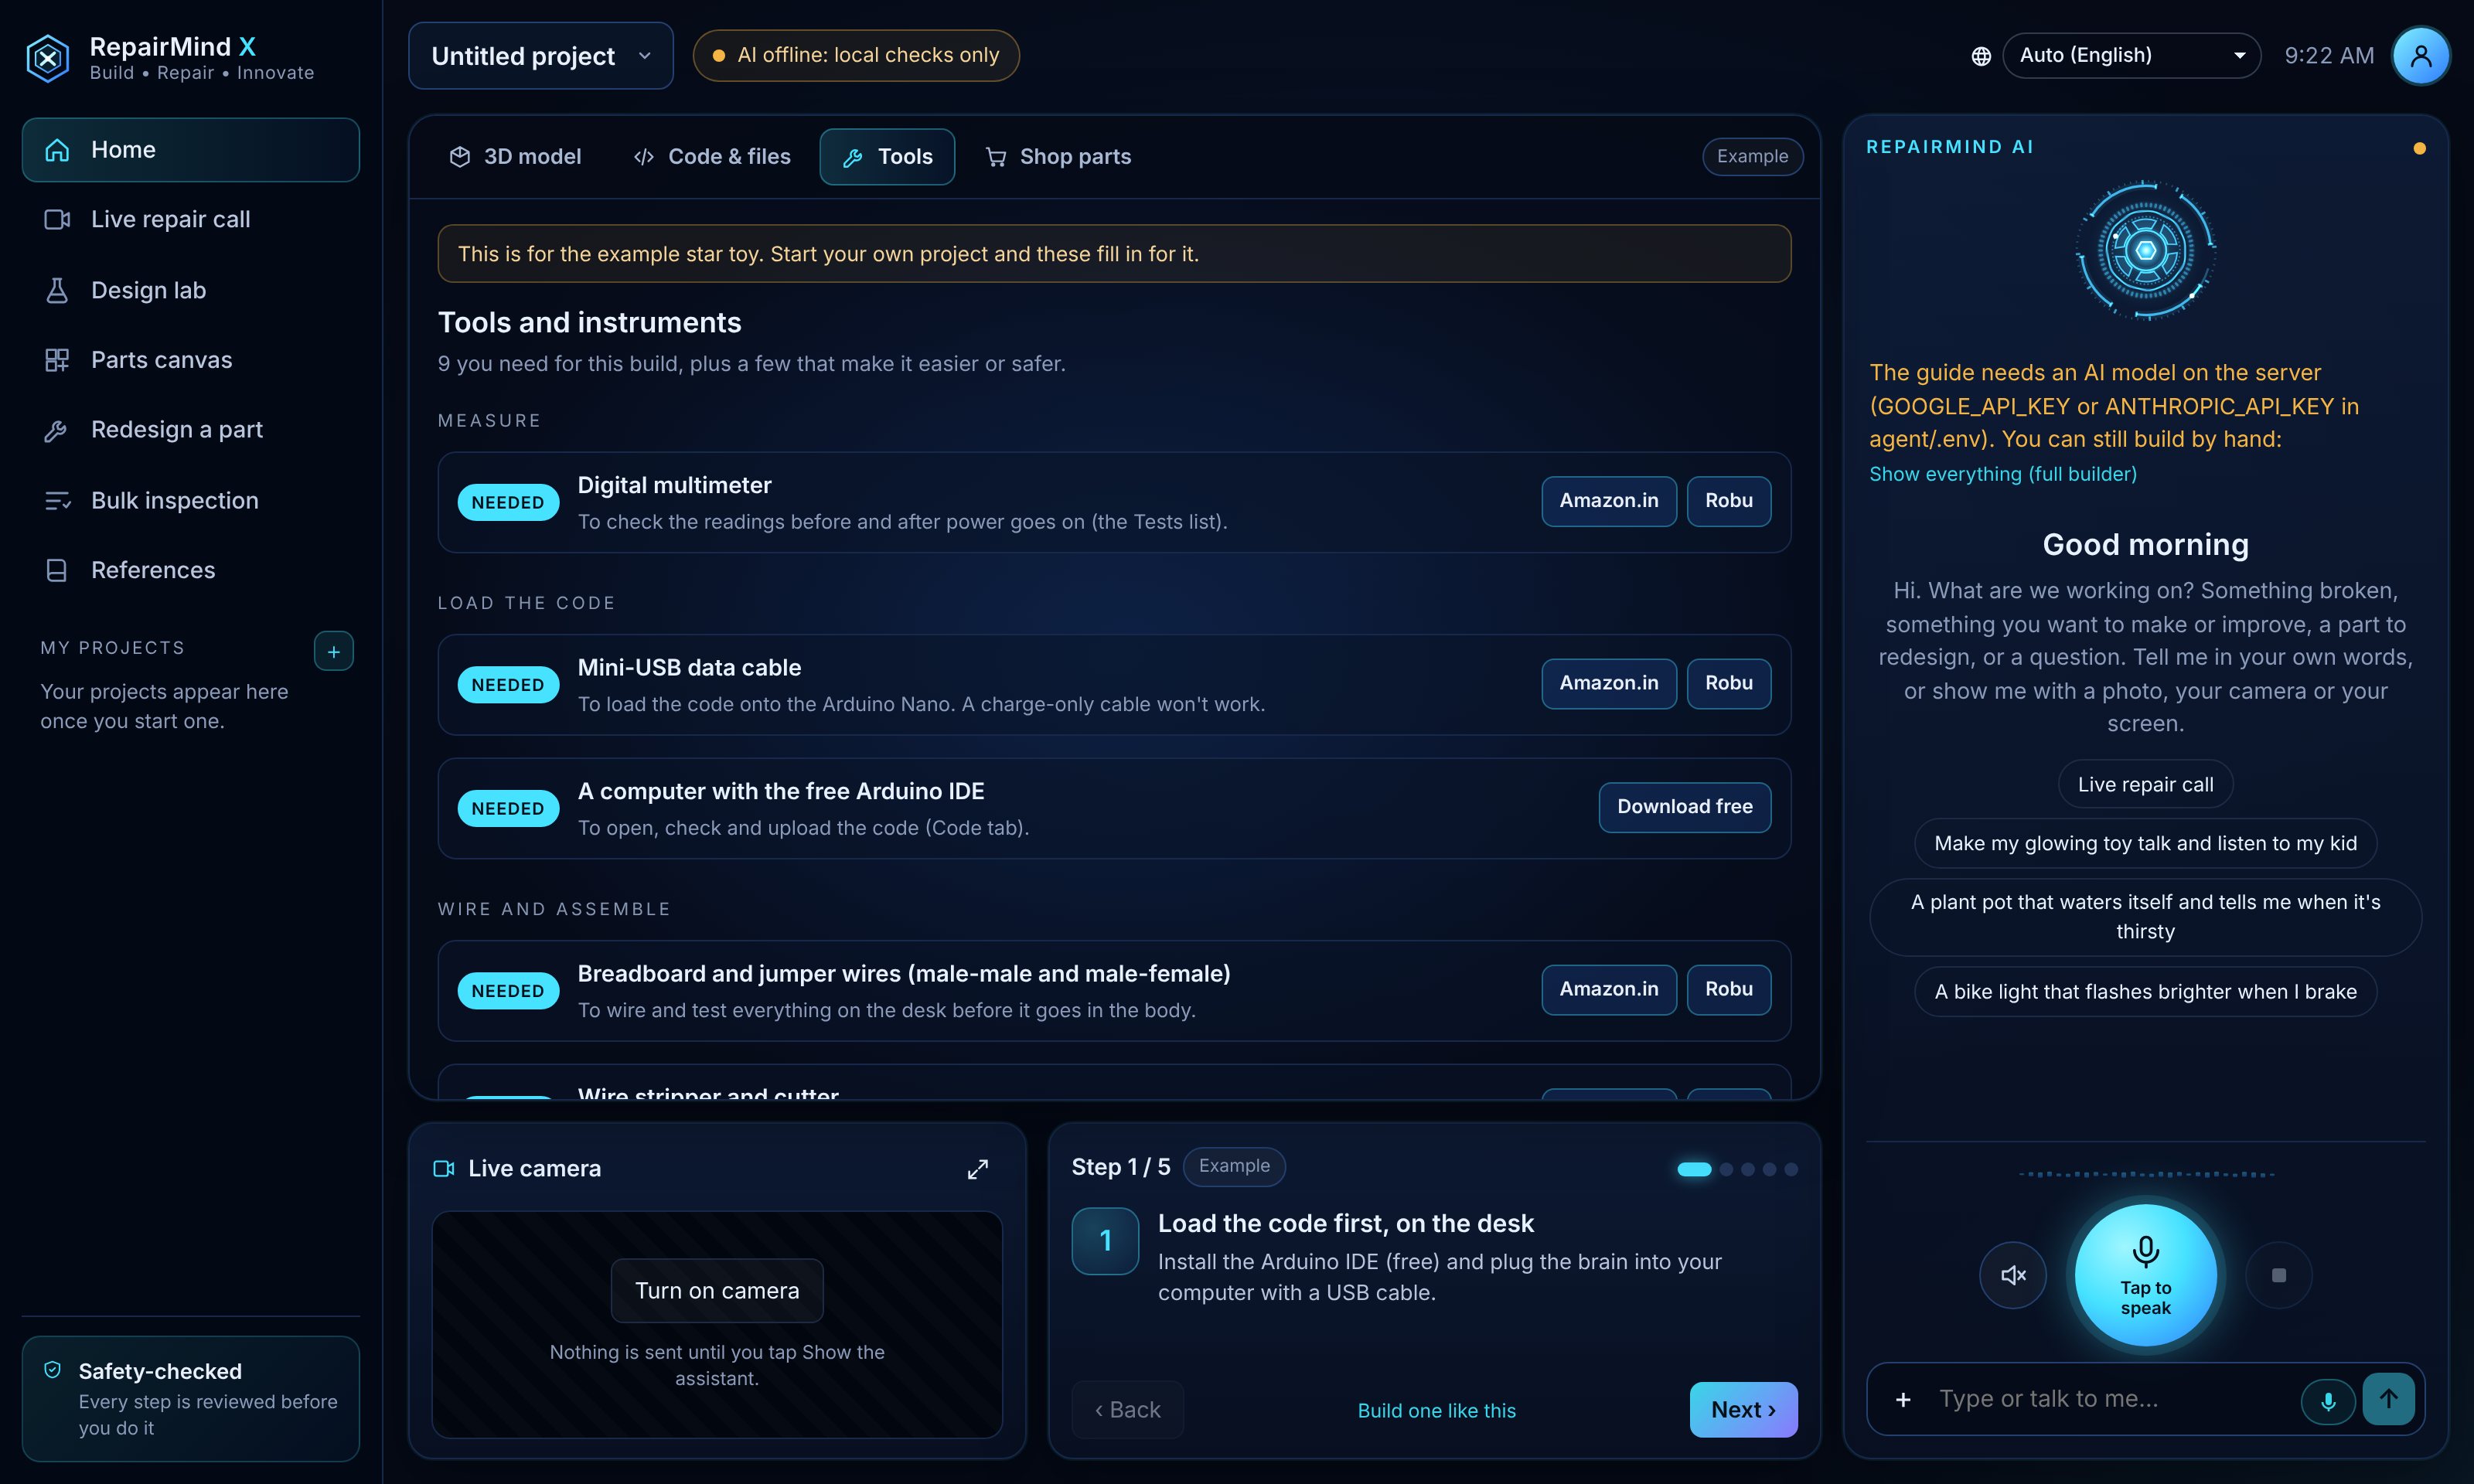 RepairMind X
Build • Repair • Innovate
Home
Live repair call
Design lab
Parts canvas
Redesign a part
Bulk inspection
References
MY PROJECTS
+
Your projects appear here
once you start one.
Safety-checked
Every step is reviewed before
you do it
Untitled project
AI offline: local checks only
Auto (English)
9:22 AM
3D model
Code & files
Tools
Shop parts
Example
This is for the example star toy. Start your own project and these fill in for it.
Tools and instruments
9 you need for this build, plus a few that make it easier or safer.
MEASURE
NEEDED
Digital multimeter
To check the readings before and after power goes on (the Tests list).
Amazon.in
Robu
LOAD THE CODE
NEEDED
Mini-USB data cable
To load the code onto the Arduino Nano. A charge-only cable won't work.
Amazon.in
Robu
NEEDED
A computer with the free Arduino IDE
To open, check and upload the code (Code tab).
Download free
WIRE AND ASSEMBLE
NEEDED
Breadboard and jumper wires (male-male and male-female)
To wire and test everything on the desk before it goes in the body.
Amazon.in
Robu
Wire stripper and cutter
Live camera
Turn on camera
Nothing is sent until you tap Show the
assistant.
Step 1 / 5
Example
1
Load the code first, on the desk
Install the Arduino IDE (free) and plug the brain into your
computer with a USB cable.
‹ Back
Build one like this
Next ›
REPAIRMIND AI
The guide needs an AI model on the server
(GOOGLE_API_KEY or ANTHROPIC_API_KEY in
agent/.env). You can still build by hand:
Show everything (full builder)
Good morning
Hi. What are we working on? Something broken,
something you want to make or improve, a part to
redesign, or a question. Tell me in your own words,
or show me with a photo, your camera or your
screen.
Live repair call
Make my glowing toy talk and listen to my kid
A plant pot that waters itself and tells me when it's
thirsty
A bike light that flashes brighter when I brake
Tap to
speak
+
Type or talk to me...